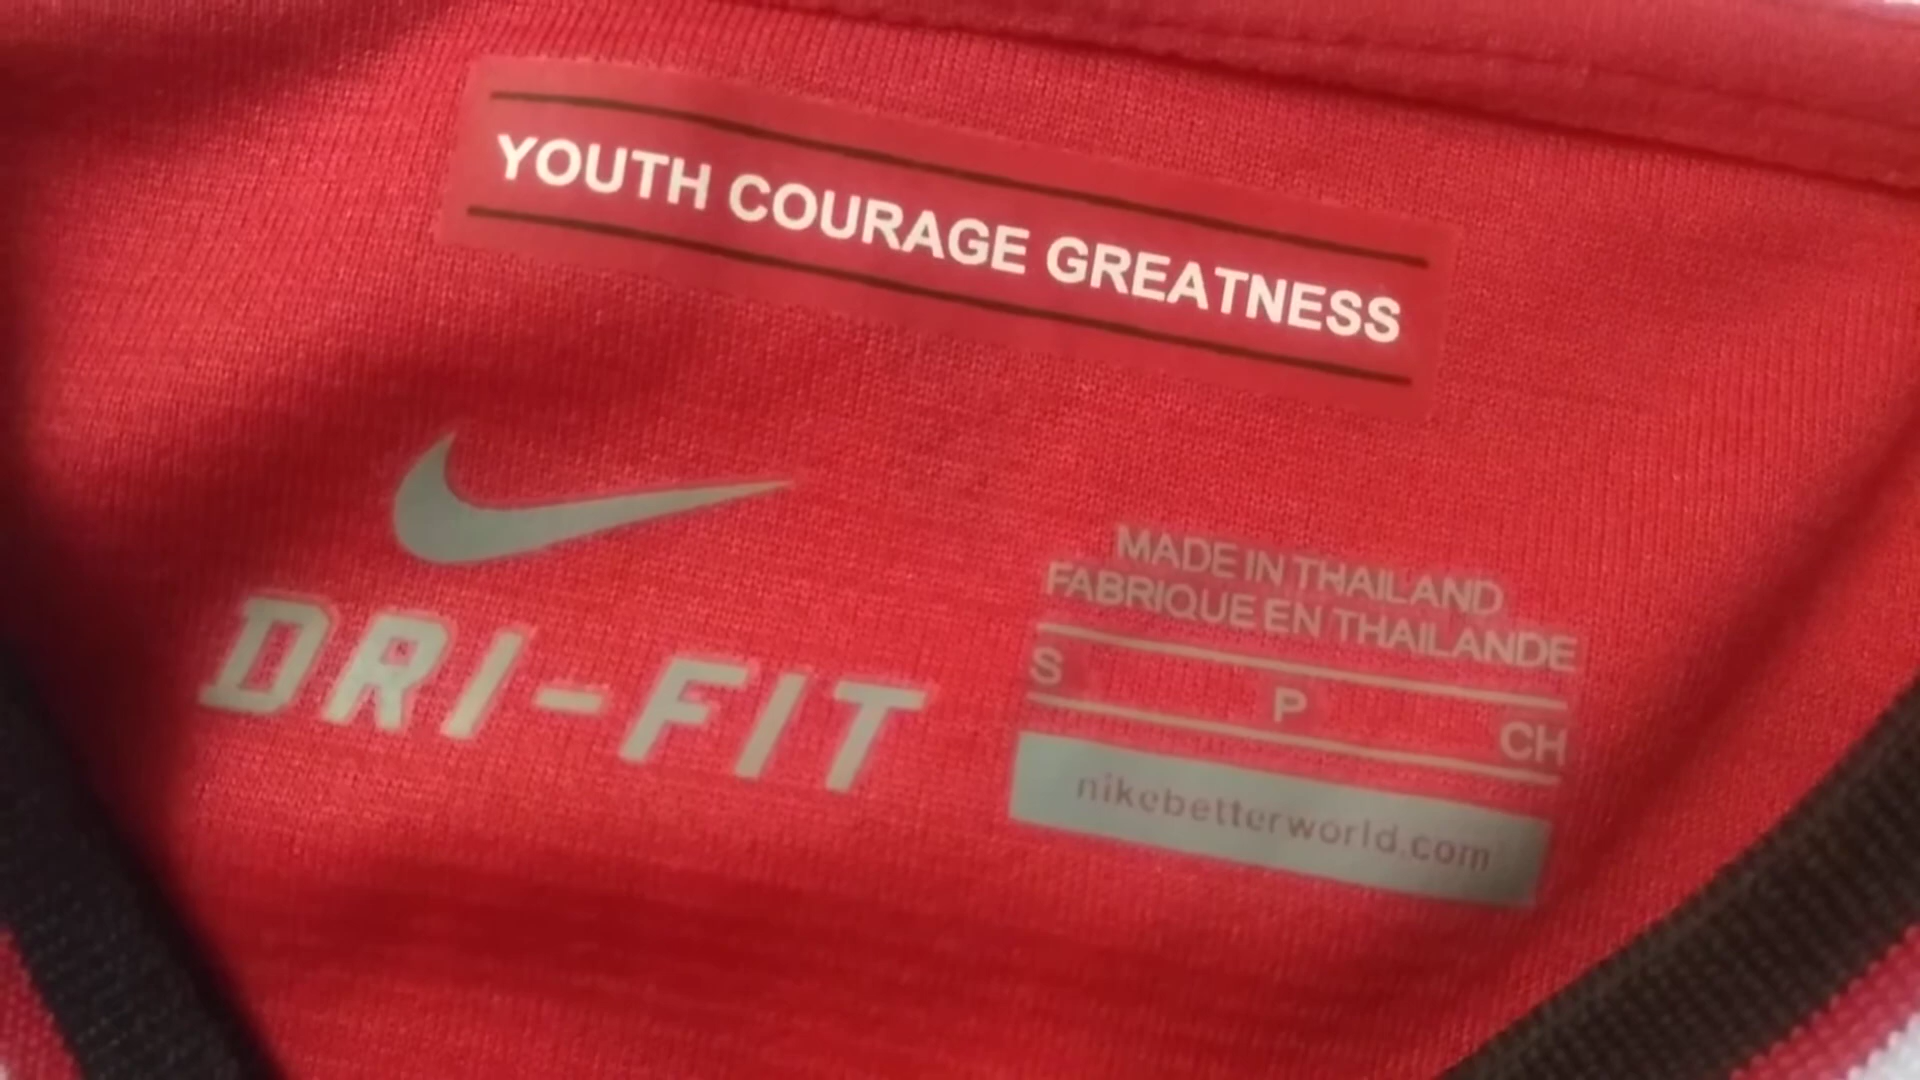 YOUTH COURAGE GREATNESS
DRI-FIT
MADE IN THAILAND
FABRIQUE EN THAILANDE
S P CH
nikebetterworld.com